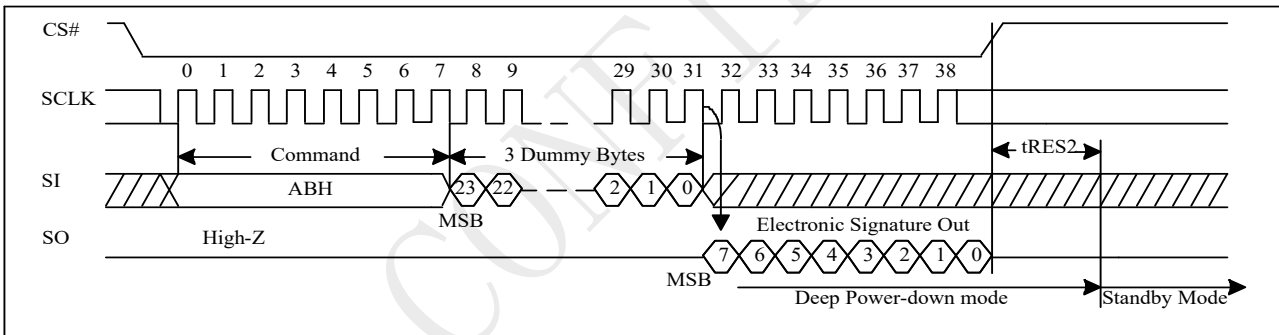 CONFIT
CS#
0 1 2 3 4 5 6 7 8 9 29 30 31 32 33 34 35 36 37 38
SCLK
Command 3 Dummy Bytes tRES2
SI ABH 23 22 2 1 0
MSB Electronic Signature Out
SO High-Z
7 6 5 4 3 2 1 0
MSB
Deep Power-down mode Standby Mode